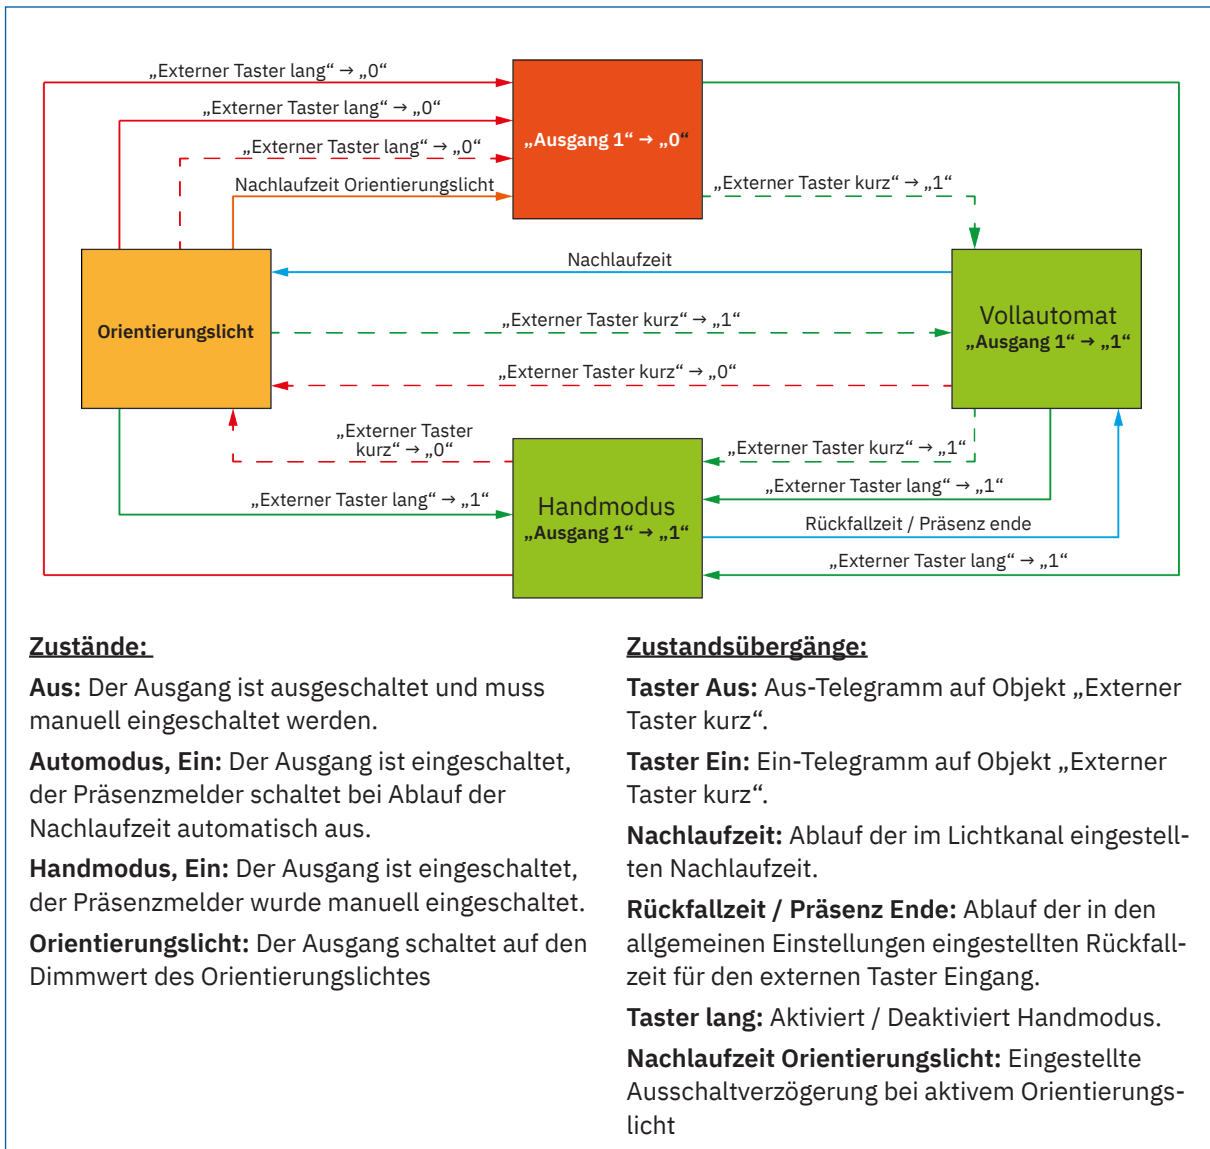 „Externer Taster lang“ → „0“
„Externer Taster lang“ → „0“
„Externer Taster lang“ → „0“
Nachlaufzeit Orientierungslicht
„Ausgang 1“ → „0“
„Externer Taster kurz“ → „1“
Nachlaufzeit
Orientierungslicht
„Externer Taster kurz“ → „1“
Vollautomat
„Ausgang 1“ → „1“
„Externer Taster kurz“ → „0“
„Externer Taster
kurz“ → „0“
„Externer Taster kurz“ → „1“
„Externer Taster lang“ → „1“
„Externer Taster lang“ → „1“
Handmodus
„Ausgang 1“ → „1“
Rückfallzeit / Präsenz ende
„Externer Taster lang“ → „1“
Zustände:
Aus: Der Ausgang ist ausgeschaltet und muss
manuell eingeschaltet werden.
Automodus, Ein: Der Ausgang ist eingeschaltet,
der Präsenzmelder schaltet bei Ablauf der
Nachlaufzeit automatisch aus.
Handmodus, Ein: Der Ausgang ist eingeschaltet,
der Präsenzmelder wurde manuell eingeschaltet.
Orientierungslicht: Der Ausgang schaltet auf den
Dimmwert des Orientierungslichtes
Zustandsübergänge:
Taster Aus: Aus-Telegramm auf Objekt „Externer
Taster kurz“.
Taster Ein: Ein-Telegramm auf Objekt „Externer
Taster kurz“.
Nachlaufzeit: Ablauf der im Lichtkanal eingestell-
ten Nachlaufzeit.
Rückfallzeit / Präsenz Ende: Ablauf der in den
allgemeinen Einstellungen eingestellten Rückfall-
zeit für den externen Taster Eingang.
Taster lang: Aktiviert / Deaktiviert Handmodus.
Nachlaufzeit Orientierungslicht: Eingestellte
Ausschaltverzögerung bei aktivem Orientierungs-
licht